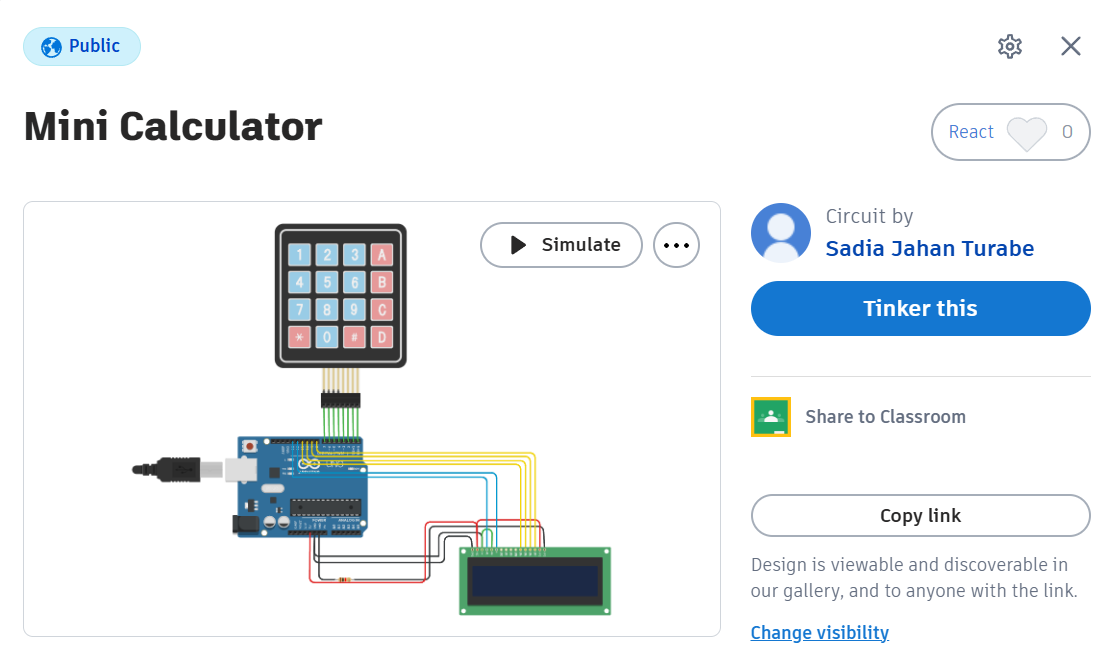 Public
Mini Calculator
React 0
Simulate
1 2 3 A
4 5 6 B
7 8 9 C
* 0 # D
UNO
Circuit by
Sadia Jahan Turabe
Tinker this
Share to Classroom
Copy link
Design is viewable and discoverable in
our gallery, and to anyone with the link.
Change visibility